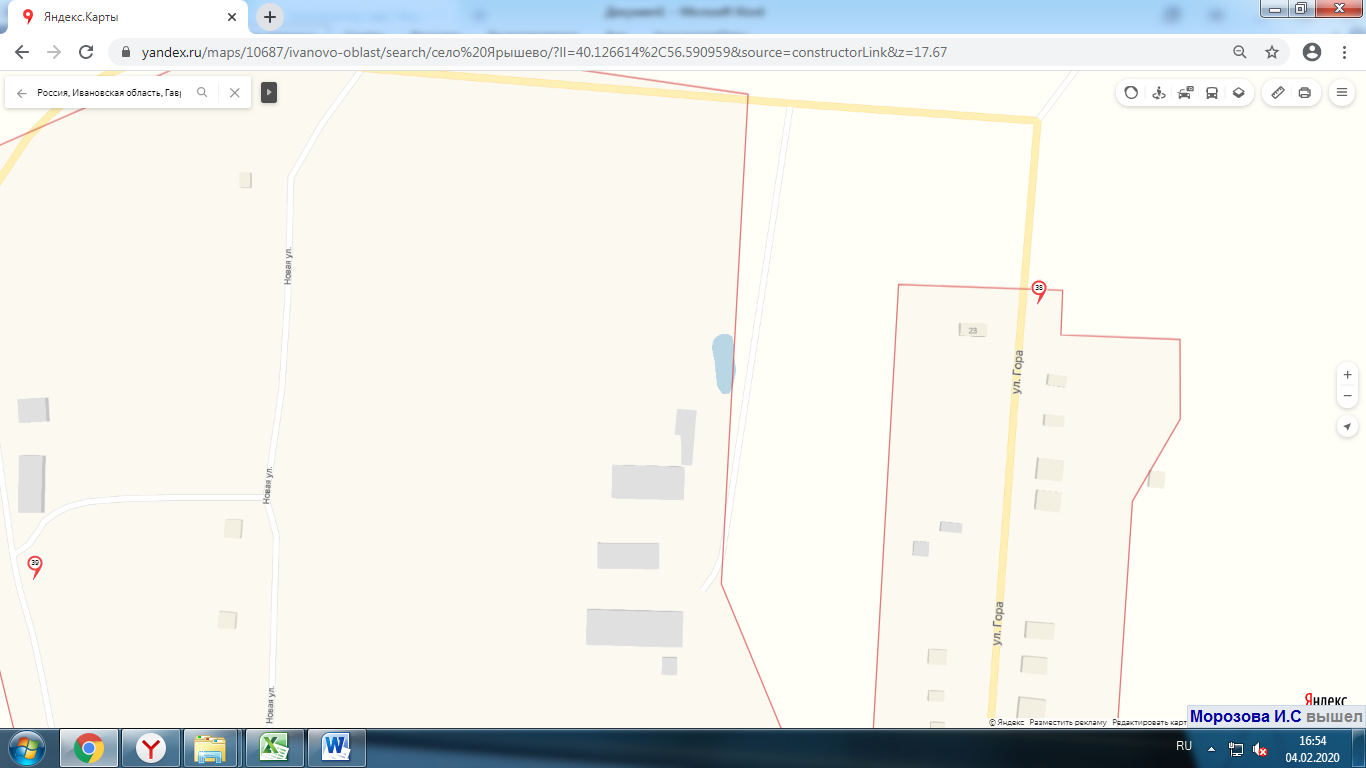 Яндекс.Карты
yandex.ru/maps/10687/ivanovo-oblast/search/село%20Ярышево/?ll=40.126614%2C56.590959&source=constructorLink&z=17.67
Россия, Ивановская область, Гав
Новая ул.
38
23
ул. Гора
Новая ул.
39
ул. Гора
Новая ул.
Яндекс
© Яндекс Разместить рекламу Редактировать карт
Морозова И.С вышел
RU
16:54
04.02.2020